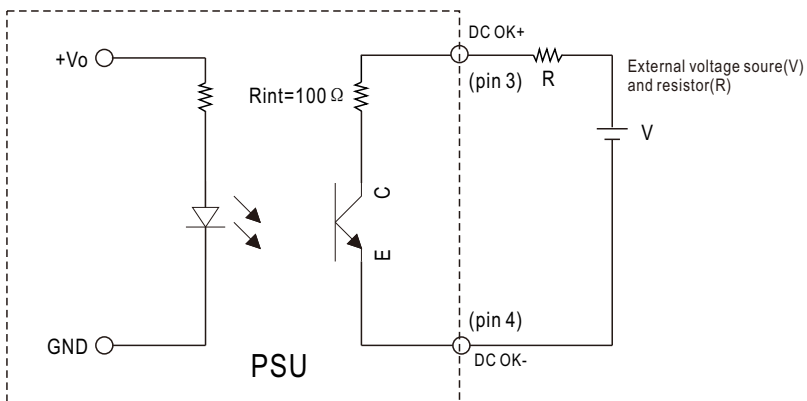 +Vo
GND
Rint=100 Ω
C
E
PSU
DC OK+
(pin 3)
R
External voltage soure(V)
and resistor(R)
V
(pin 4)
DC OK-